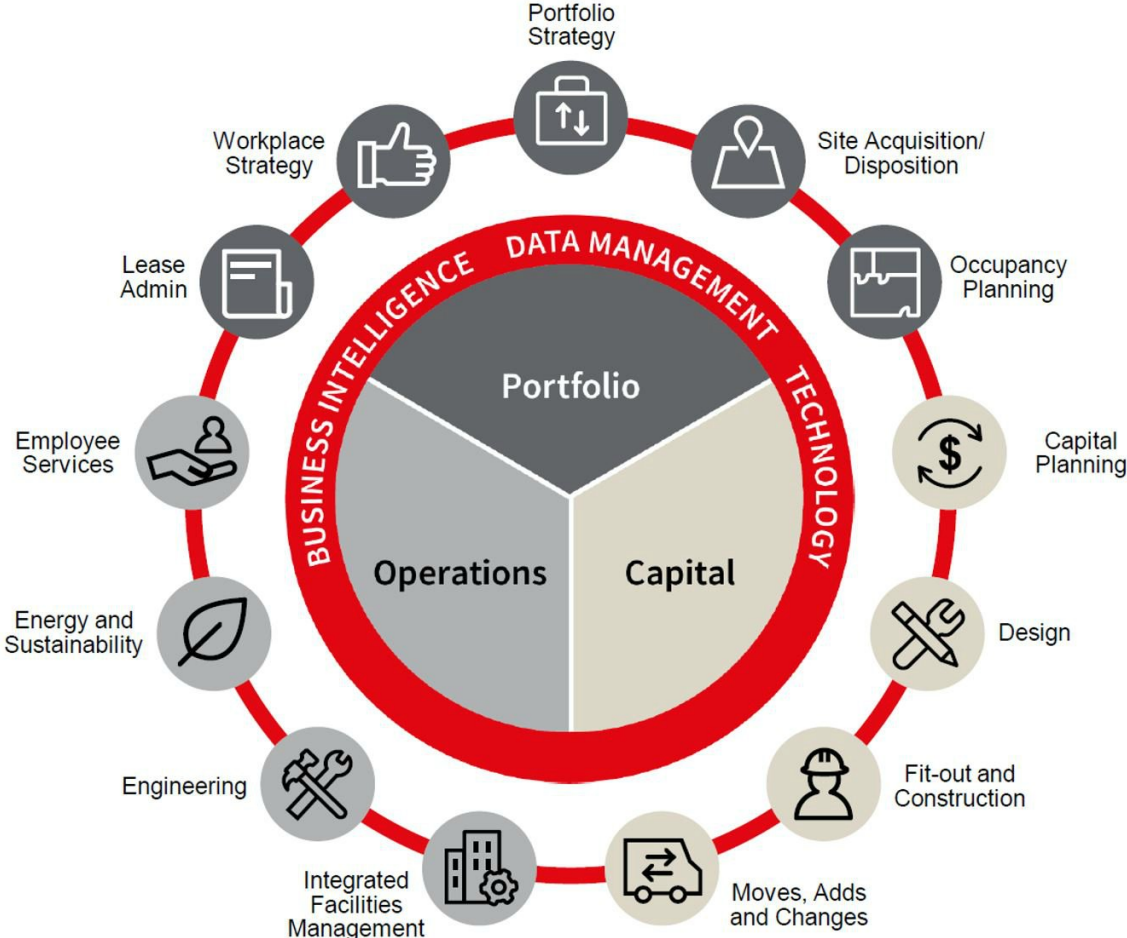 Portfolio
Strategy
Workplace
Strategy
Site Acquisition/
Disposition
Lease
Admin
Occupancy
Planning
BUSINESS INTELLIGENCE DATA MANAGEMENT TECHNOLOGY
Portfolio
Employee
Services
$
Capital
Planning
Operations
Capital
Energy and
Sustainability
Design
Engineering
Fit-out and
Construction
Integrated
Facilities
Management
Moves, Adds
and Changes